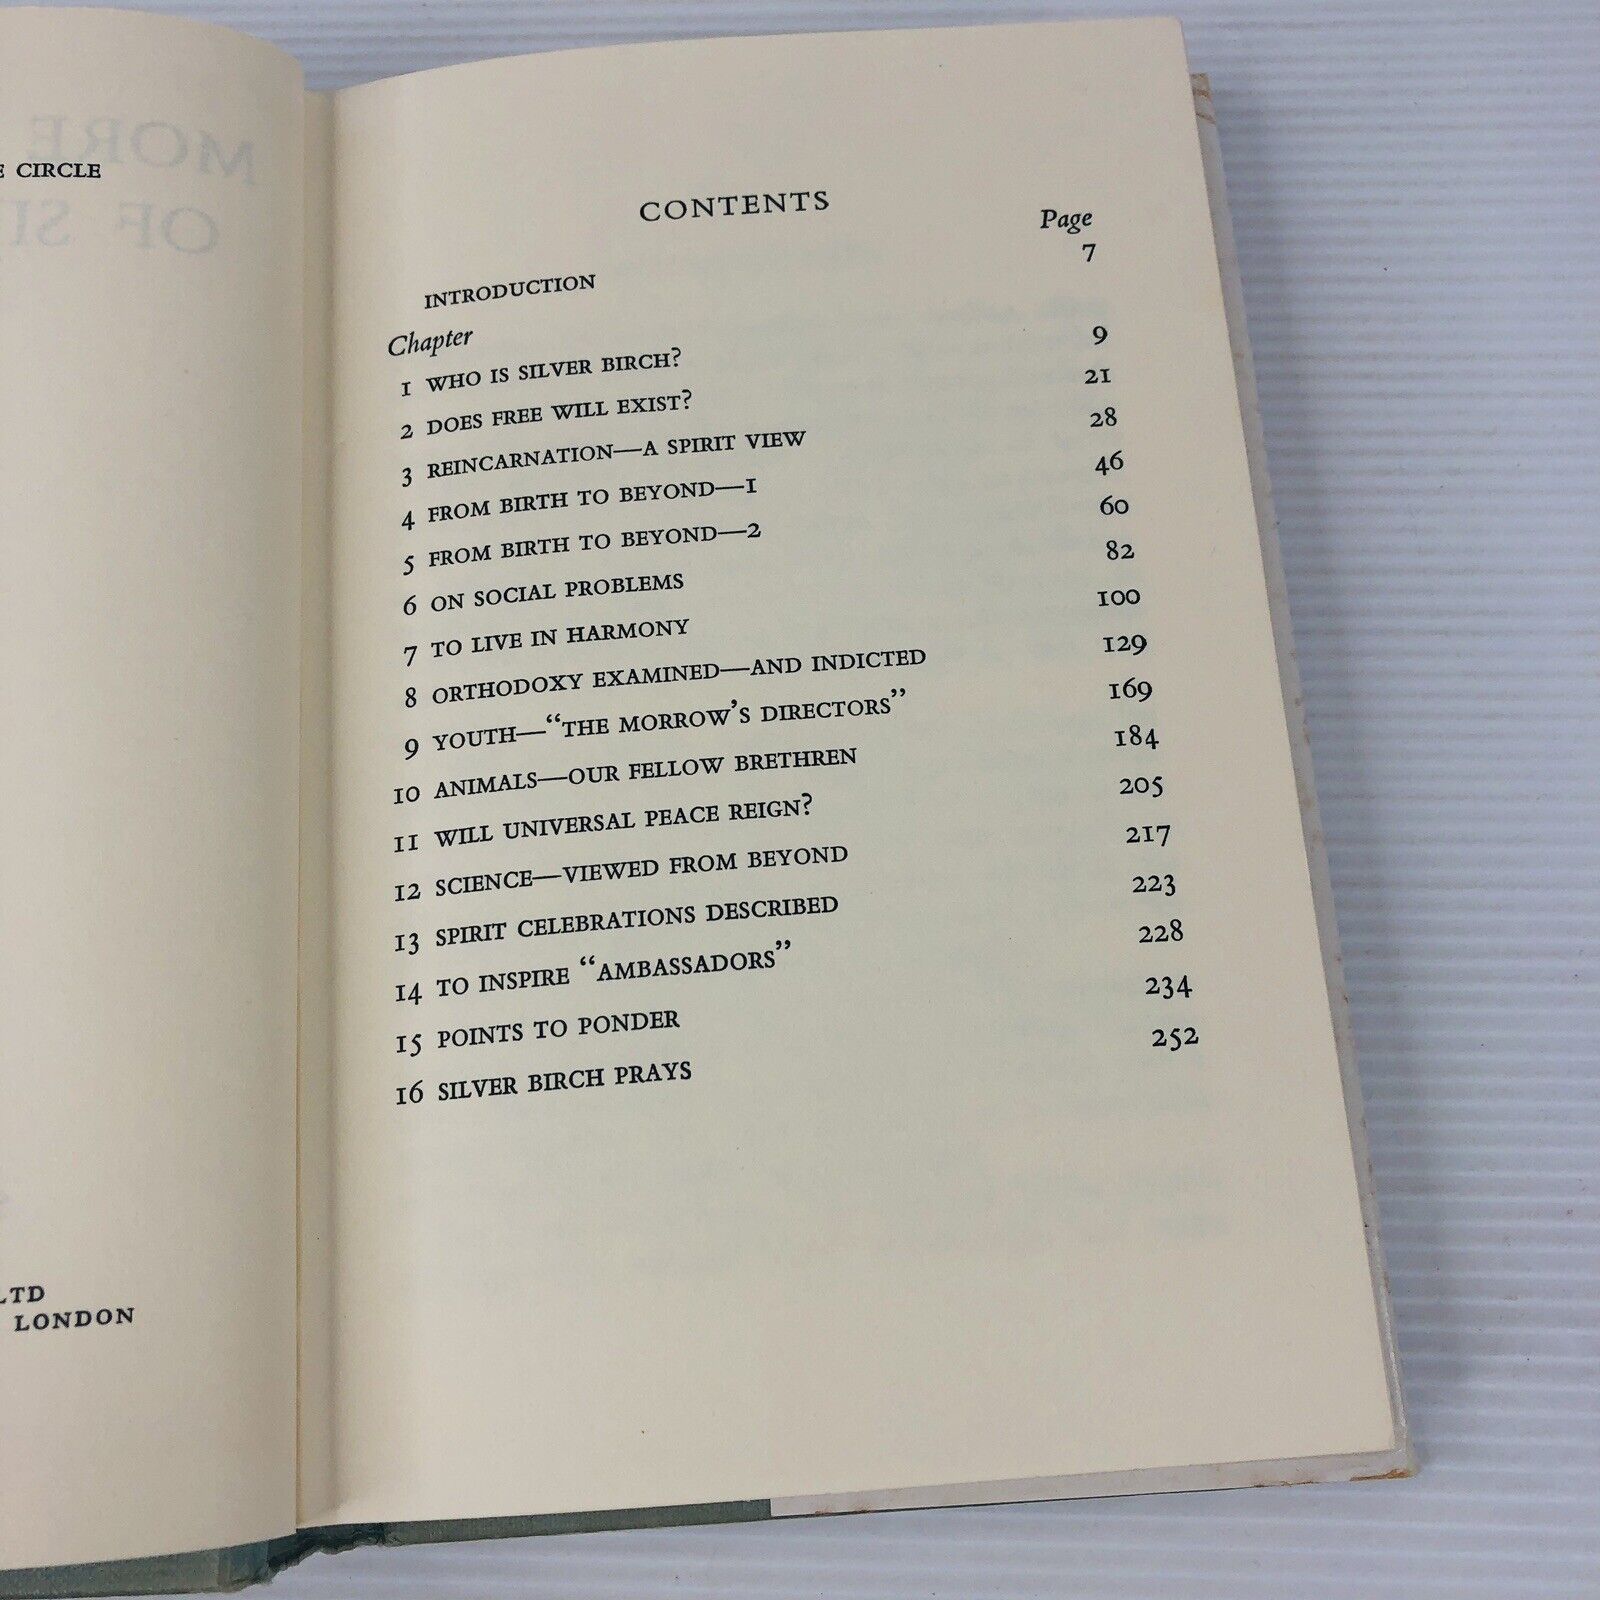 E CIRCLE
LTD
LONDON
MORE
OF SI
CONTENTS
Page
INTRODUCTION 7
Chapter
1 WHO IS SILVER BIRCH? 9
2 DOES FREE WILL EXIST? 21
3 REINCARNATION—A SPIRIT VIEW 28
4 FROM BIRTH TO BEYOND—1 46
5 FROM BIRTH TO BEYOND—2 60
6 ON SOCIAL PROBLEMS 82
7 TO LIVE IN HARMONY 100
8 ORTHODOXY EXAMINED—AND INDICTED 129
9 YOUTH—“THE MORROW’S DIRECTORS” 169
10 ANIMALS—OUR FELLOW BRETHREN 184
11 WILL UNIVERSAL PEACE REIGN? 205
12 SCIENCE—VIEWED FROM BEYOND 217
13 SPIRIT CELEBRATIONS DESCRIBED 223
14 TO INSPIRE “AMBASSADORS” 228
15 POINTS TO PONDER 234
16 SILVER BIRCH PRAYS 252